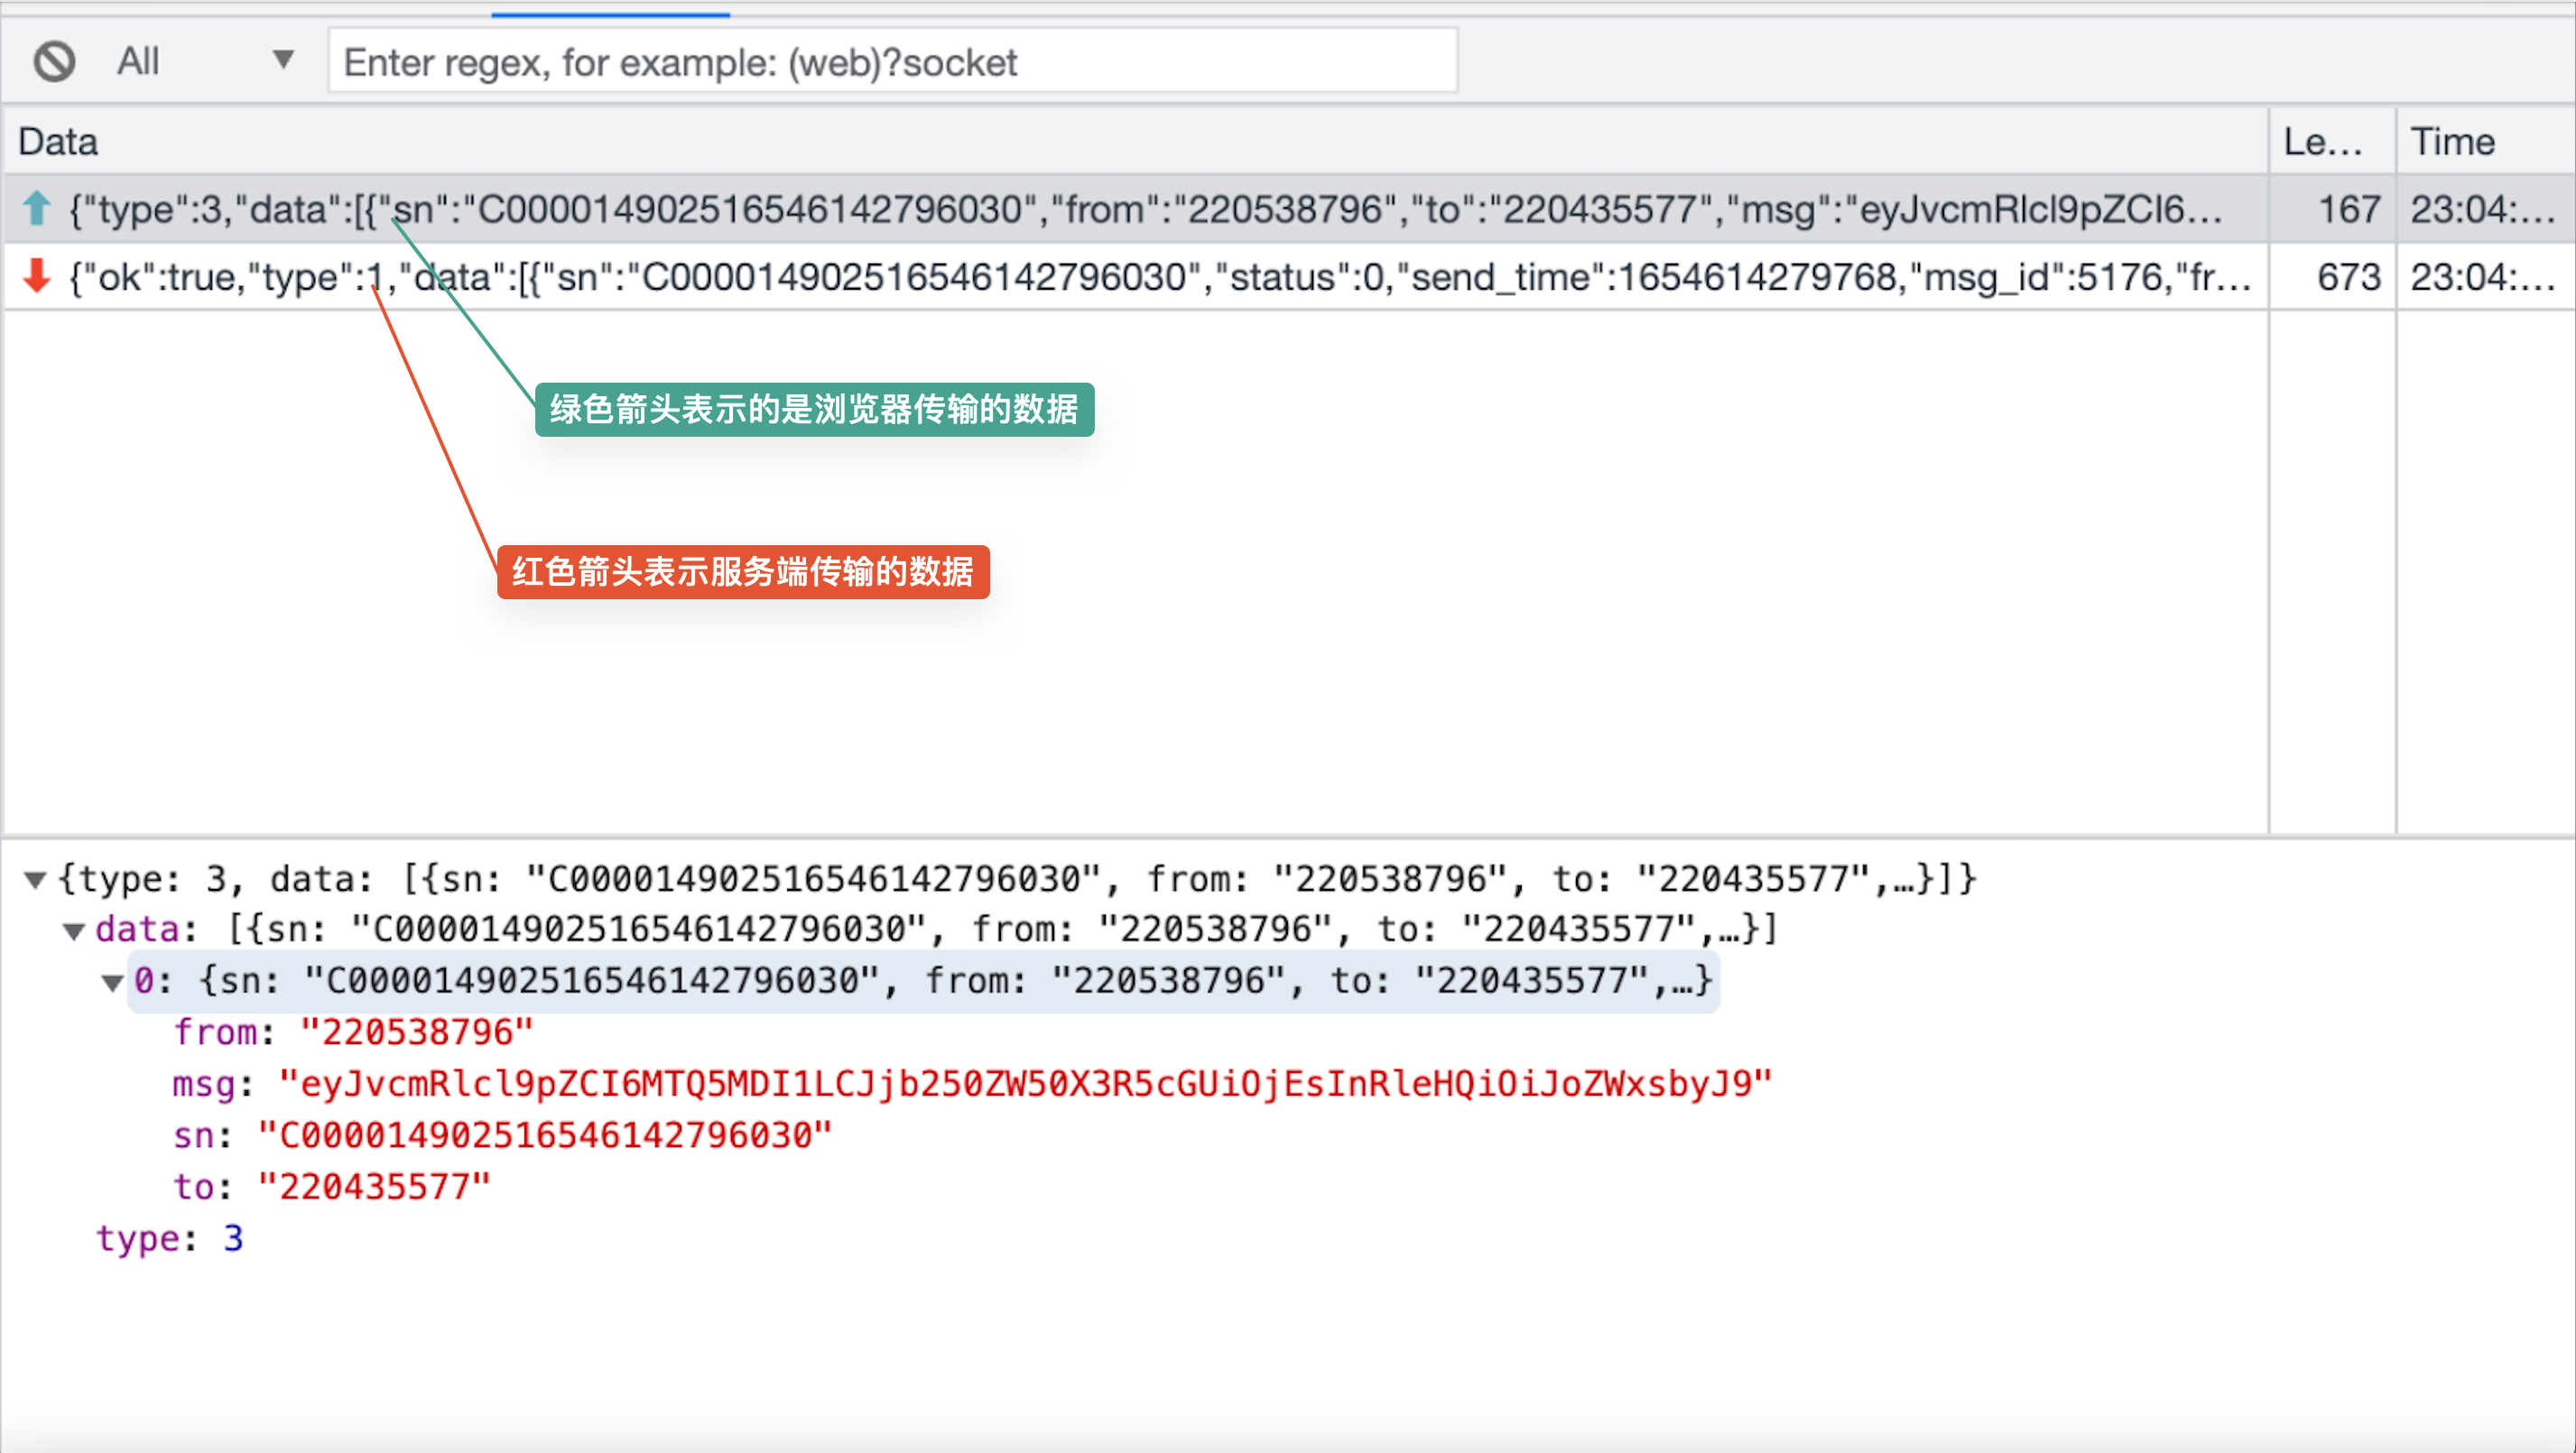 All
Enter regex, for example: (web)?socket
Data Le... Time
{"type":3,"data":[{"sn":"C000014902516546142796030","from":"220538796","to":"220435577","msg":"eyJvcmRlcl9pZCI6... 167 23:04:...
{"ok":true,"type":1,"data":[{"sn":"C000014902516546142796030","status":0,"send_time":1654614279768,"msg_id":5176,"fr... 673 23:04:...
绿色箭头表示的是浏览器传输的数据
红色箭头表示服务端传输的数据
{type: 3, data: [{sn: "C000014902516546142796030", from: "220538796", to: "220435577",…}]}
data: [{sn: "C000014902516546142796030", from: "220538796", to: "220435577",…}]
0: {sn: "C000014902516546142796030", from: "220538796", to: "220435577",…}
from: "220538796"
msg: "eyJvcmRlcl9pZCI6MTQ5MDI1LCJjb250ZW50X3R5cGUiOjEsInRleHQiOiJoZWxsbyJ9"
sn: "C000014902516546142796030"
to: "220435577"
type: 3